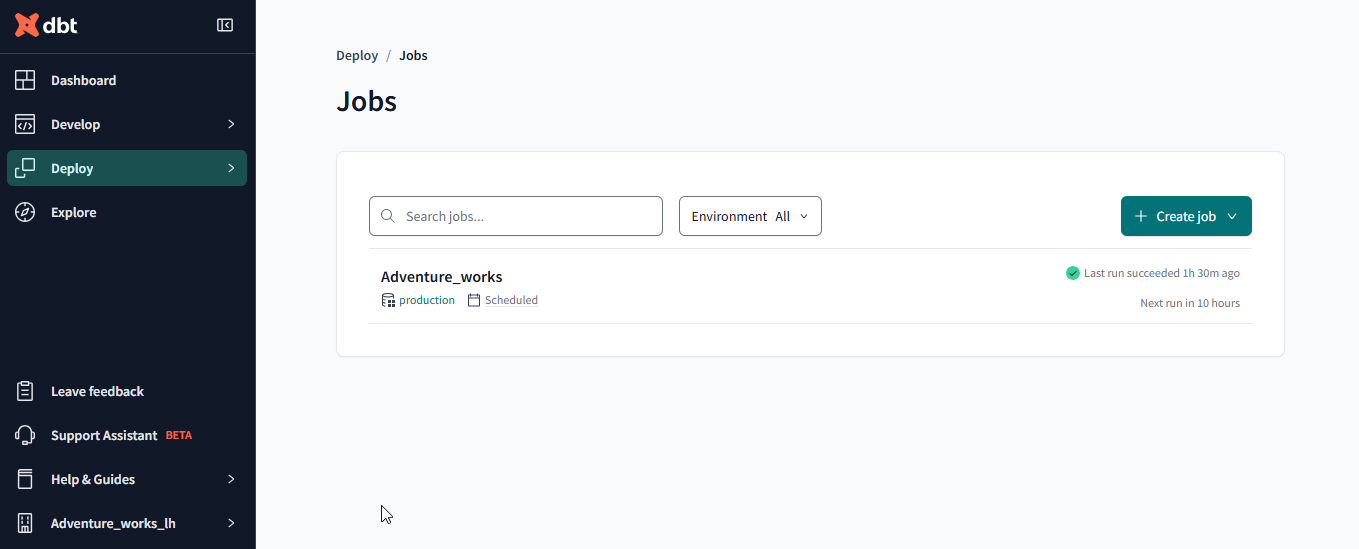 dbt
Dashboard
Develop
Deploy
Explore
Leave feedback
Support Assistant BETA
Help & Guides
Adventure_works_lh
Deploy / Jobs
Jobs
Search jobs...
Environment All
Create job
Adventure_works
Last run succeeded 1h 30m ago
production Scheduled
Next run in 10 hours